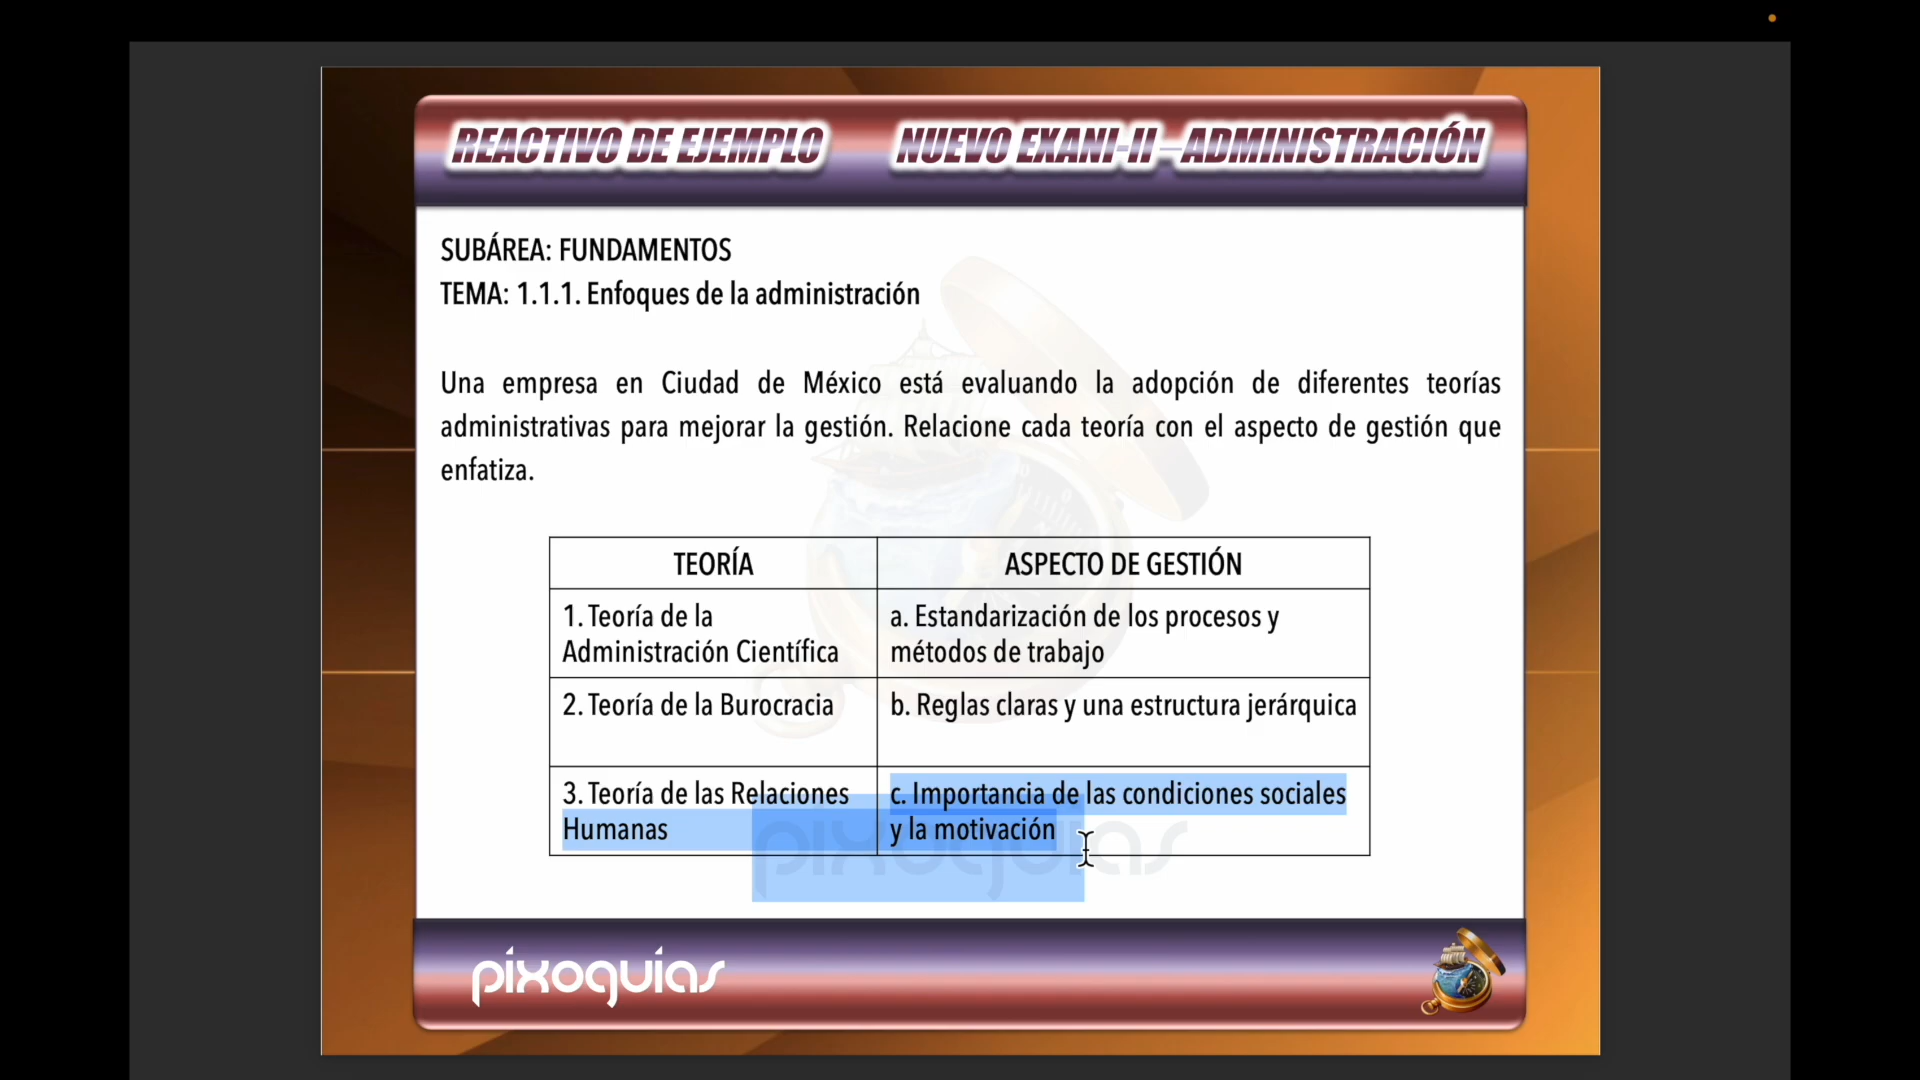 REACTIVO DE EJEMPLO NUEVO EXANI-II – ADMINISTRACIÓN
SUBÁREA: FUNDAMENTOS
TEMA: 1.1.1. Enfoques de la administración
Una empresa en Ciudad de México está evaluando la adopción de diferentes teorías
administrativas para mejorar la gestión. Relacione cada teoría con el aspecto de gestión que
enfatiza.
TEORÍA
ASPECTO DE GESTIÓN
1. Teoría de la
Administración Científica
a. Estandarización de los procesos y
métodos de trabajo
2. Teoría de la Burocracia
b. Reglas claras y una estructura jerárquica
3. Teoría de las Relaciones
Humanas
c. Importancia de las condiciones sociales
y la motivación
pixoguías
pixoguías